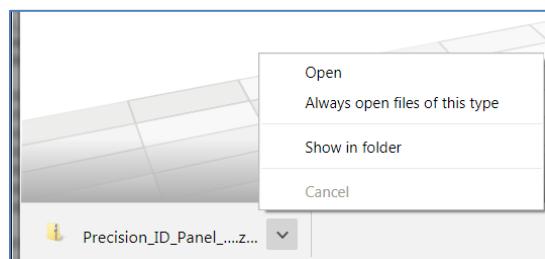 Open
Always open files of this type
Show in folder
Cancel
Precision_ID_Panel_....z...